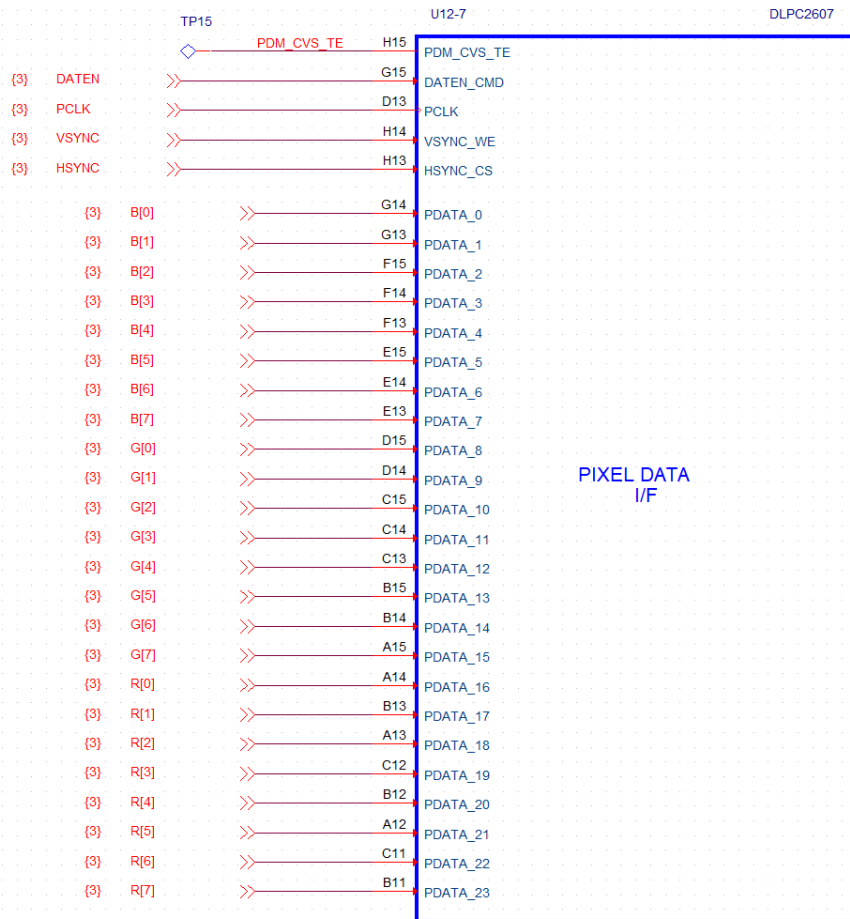 TP15 U12-7 DLPC2607
PDM_CVS_TE H15 PDM_CVS_TE
{3} DATEN G15 DATEN_CMD
{3} PCLK D13 PCLK
{3} VSYNC H14 VSYNC_WE
{3} HSYNC H13 HSYNC_CS
{3} B[0] G14 PDATA_0
{3} B[1] G13 PDATA_1
{3} B[2] F15 PDATA_2
{3} B[3] F14 PDATA_3
{3} B[4] F13 PDATA_4
{3} B[5] E15 PDATA_5
{3} B[6] E14 PDATA_6
{3} B[7] E13 PDATA_7
{3} G[0] D15 PDATA_8
{3} G[1] D14 PDATA_9
{3} G[2] C15 PDATA_10
{3} G[3] C14 PDATA_11
{3} G[4] C13 PDATA_12
{3} G[5] B15 PDATA_13
{3} G[6] B14 PDATA_14
{3} G[7] A15 PDATA_15
{3} R[0] A14 PDATA_16
{3} R[1] B13 PDATA_17
{3} R[2] A13 PDATA_18
{3} R[3] C12 PDATA_19
{3} R[4] B12 PDATA_20
{3} R[5] A12 PDATA_21
{3} R[6] C11 PDATA_22
{3} R[7] B11 PDATA_23
PIXEL DATA
I/F